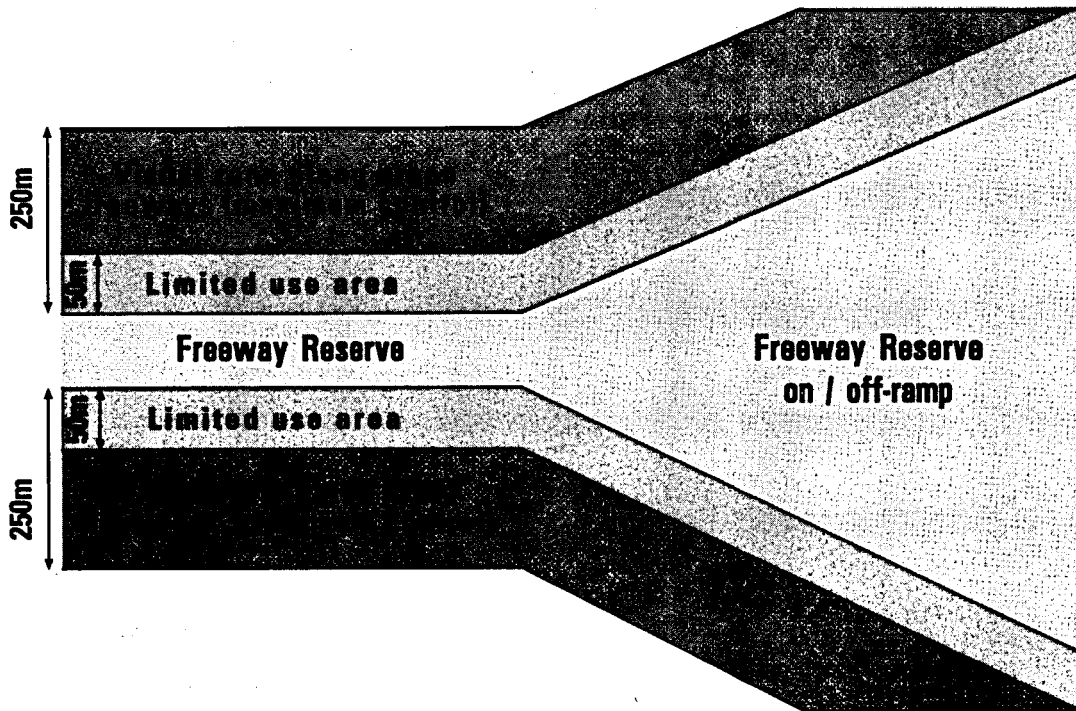 250m
50m
Limited use area
Freeway Reserve
Freeway Reserve
on / off-ramp
50m
Limited use area
250m